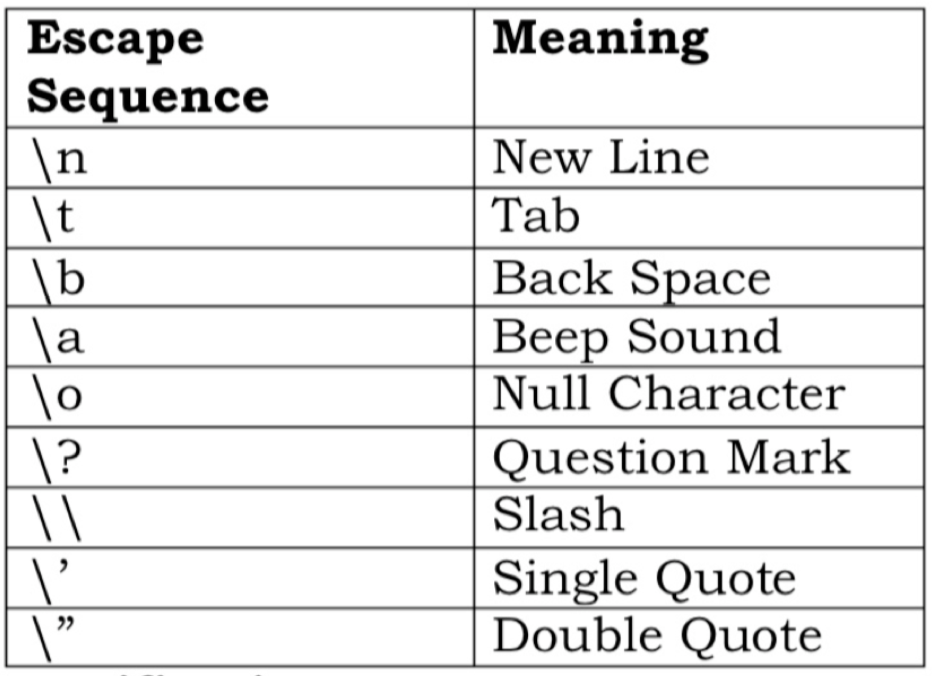 Escape Meaning
Sequence
\n New Line
\t Tab
\b Back Space
\a Beep Sound
\o Null Character
\? Question Mark
\\ Slash
\’ Single Quote
\” Double Quote